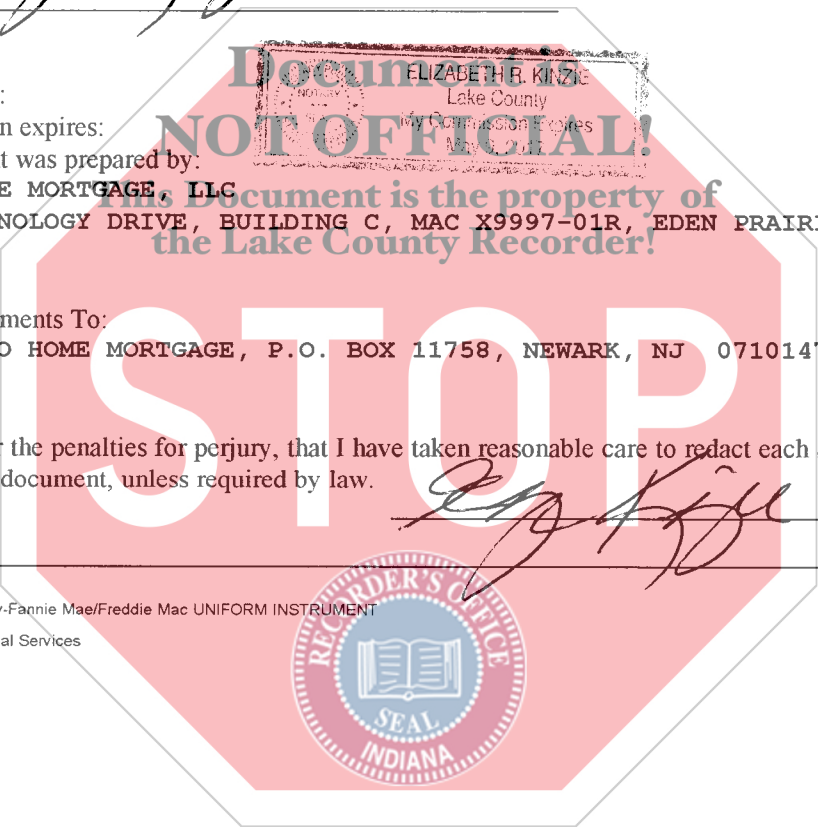 Document is
ELIZABETH R. KINZIE
NOTARY
Lake County
:
n expires:
NOT OFFICIAL!
My Commission Expires
t was prepared by:
E MORTGAGE, LLC
This Document is the property of
NOLOGY DRIVE, BUILDING C, MAC X9997-01R, EDEN PRAIRI
the Lake County Recorder!
STOP
ments To:
O HOME MORTGAGE, P.O. BOX 11758, NEWARK, NJ 0710147
r the penalties for perjury, that I have taken reasonable care to redact each
document, unless required by law.
y-Fannie Mae/Freddie Mac UNIFORM INSTRUMENT
al Services
RECORDER'S OFFICE
SEAL
INDIANA